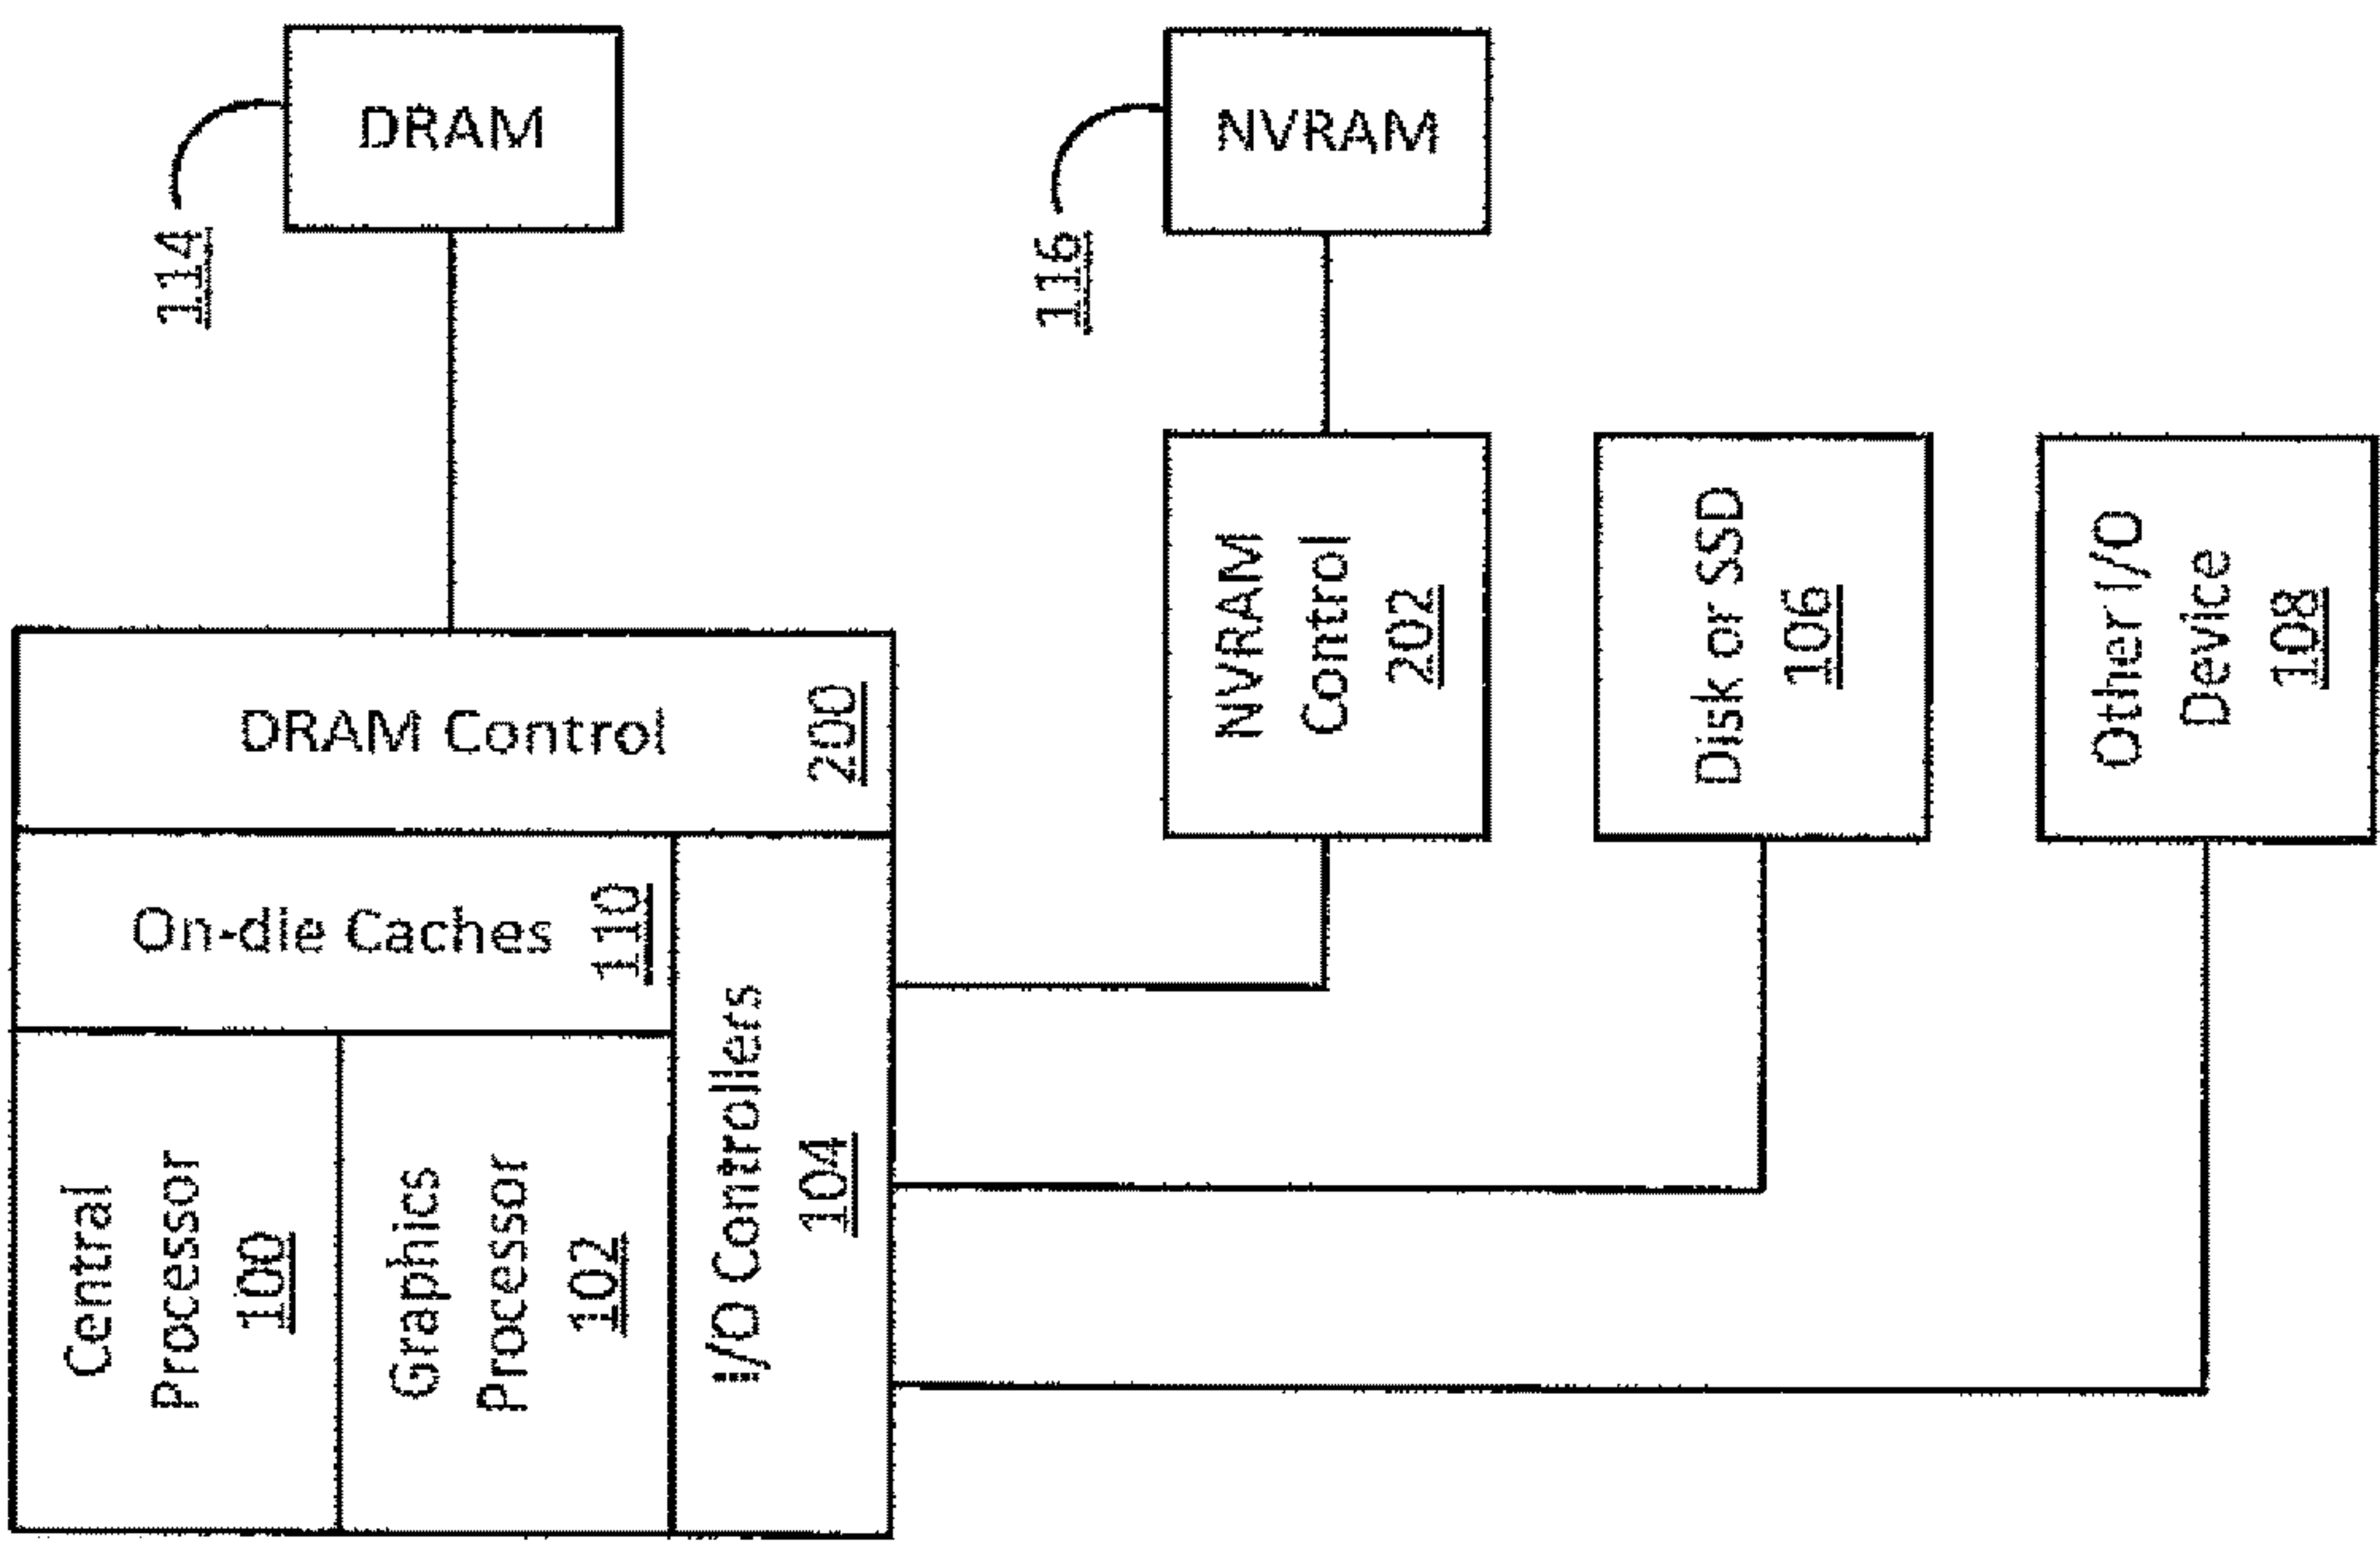 DRAM
114
NVRAM
116
DRAM Control
200
On-die Caches
110
Central
Processor
100
Graphics
Processor
102
I/O Controllers
104
NVRAM
Control
202
Disk or SSD
106
Other I/O
Device
108